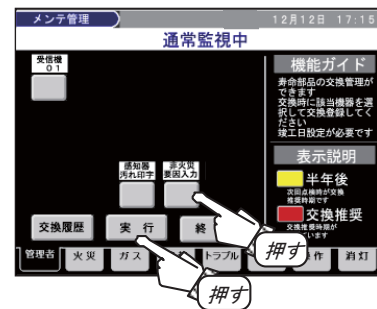 メンテ管理
12月12日 17:15
通常監視中
受信機
01
機能ガイド
寿命部品の交換管理が
できます
交換時に該当機器を選
択して交換登録してく
ださい
竣工日設定が必要です
表示説明
半年後
次回点検時が交換
推奨時期です
交換推奨
交換推奨時期が
います
感知器
汚れ印字
非火災
要因入力
交換履歴
実行
終
押す
管理者
火災
ガス
トラブル
作
消灯
押す